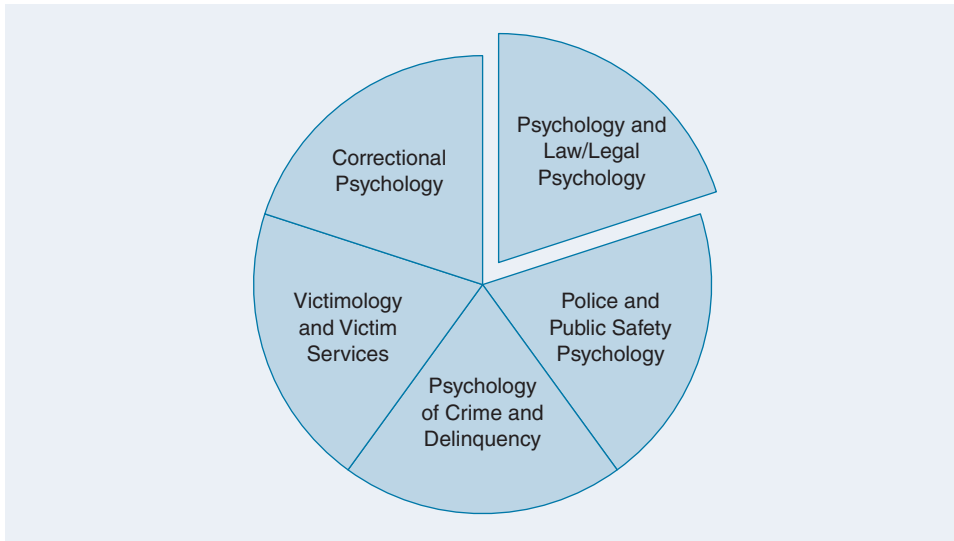 Correctional
Psychology
Psychology and
Law/Legal
Psychology
Victimology
and Victim
Services
Police and
Public Safety
Psychology
Psychology
of Crime and
Delinquency